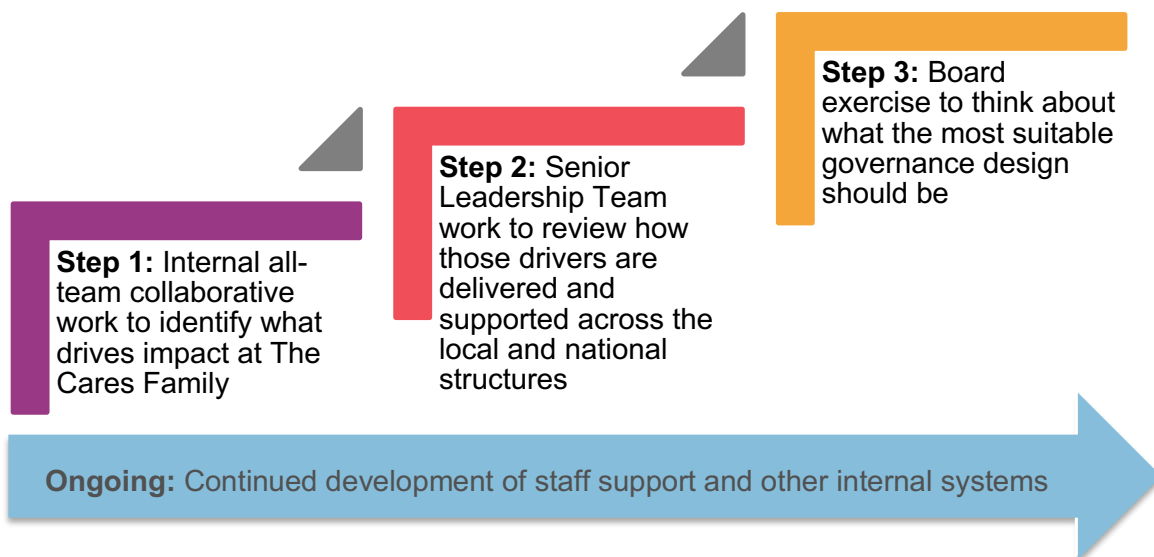 Step 1: Internal all-
team collaborative
work to identify what
drives impact at The
Cares Family
Step 2: Senior
Leadership Team
work to review how
those drivers are
delivered and
supported across the
local and national
structures
Step 3: Board
exercise to think about
what the most suitable
governance design
should be
Ongoing: Continued development of staff support and other internal systems